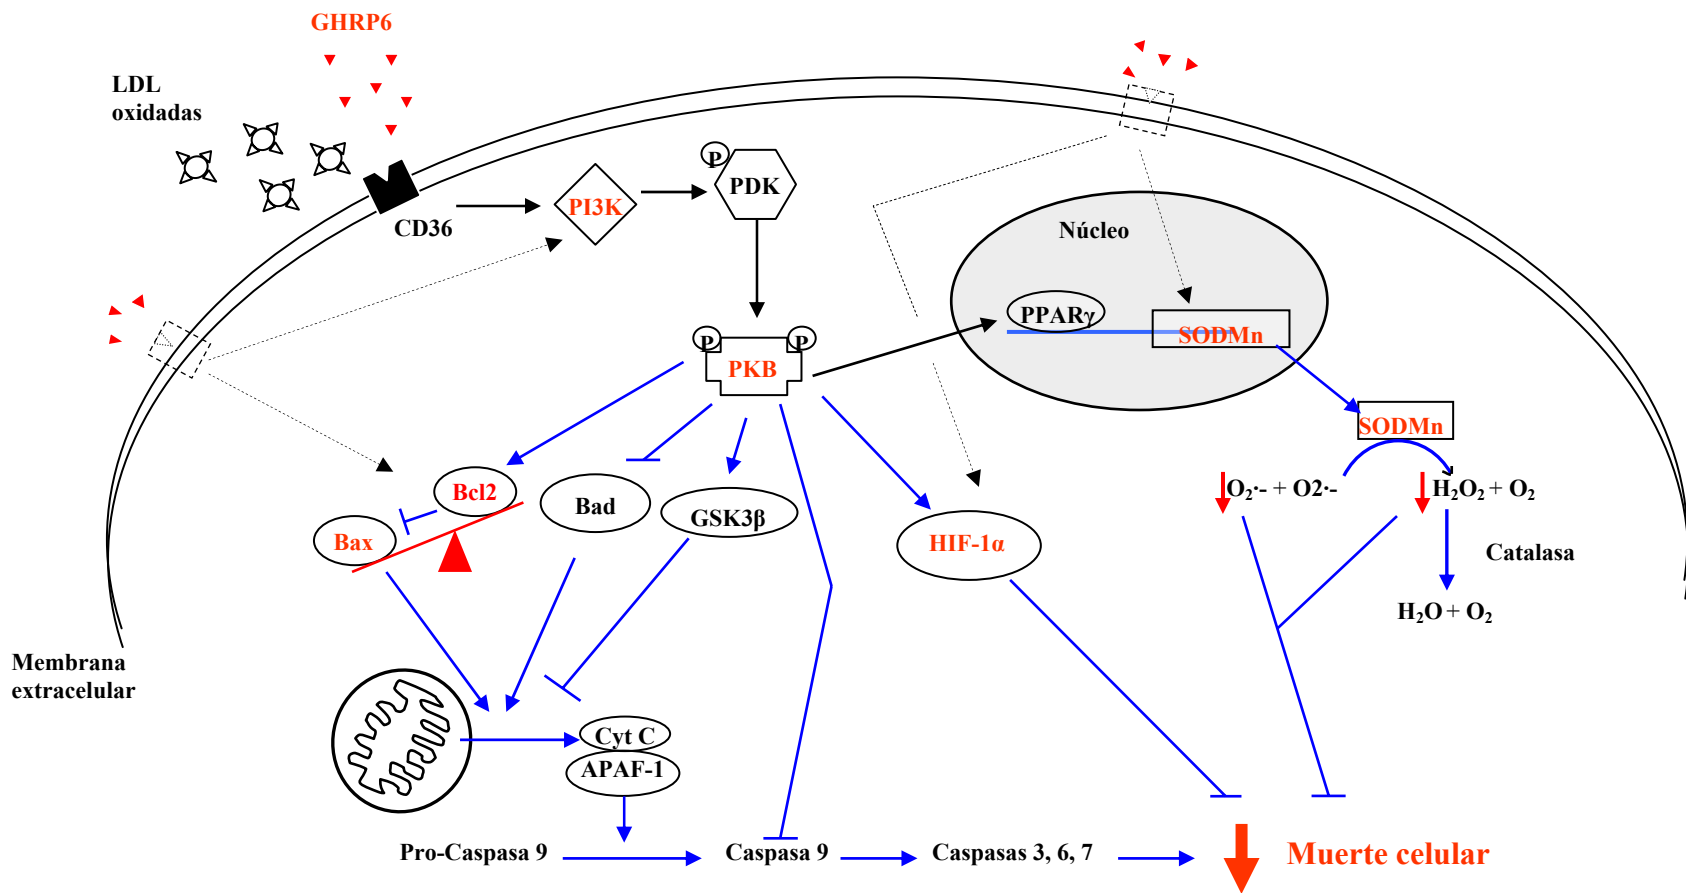 GHRP6
LDL
oxidadas
P
PDK
PI3K
CD36
Núcleo
PPARγ
SODMn
P
P
PKB
SODMn
Bcl2
Bad
GSK3β
Bax
HIF-1α
O₂·- + O2·-
H₂O₂ + O₂
Catalasa
H₂O + O₂
Membrana
extracelular
Cyt C
APAF-1
Pro-Caspasa 9
Caspasa 9
Caspasas 3, 6, 7
Muerte celular